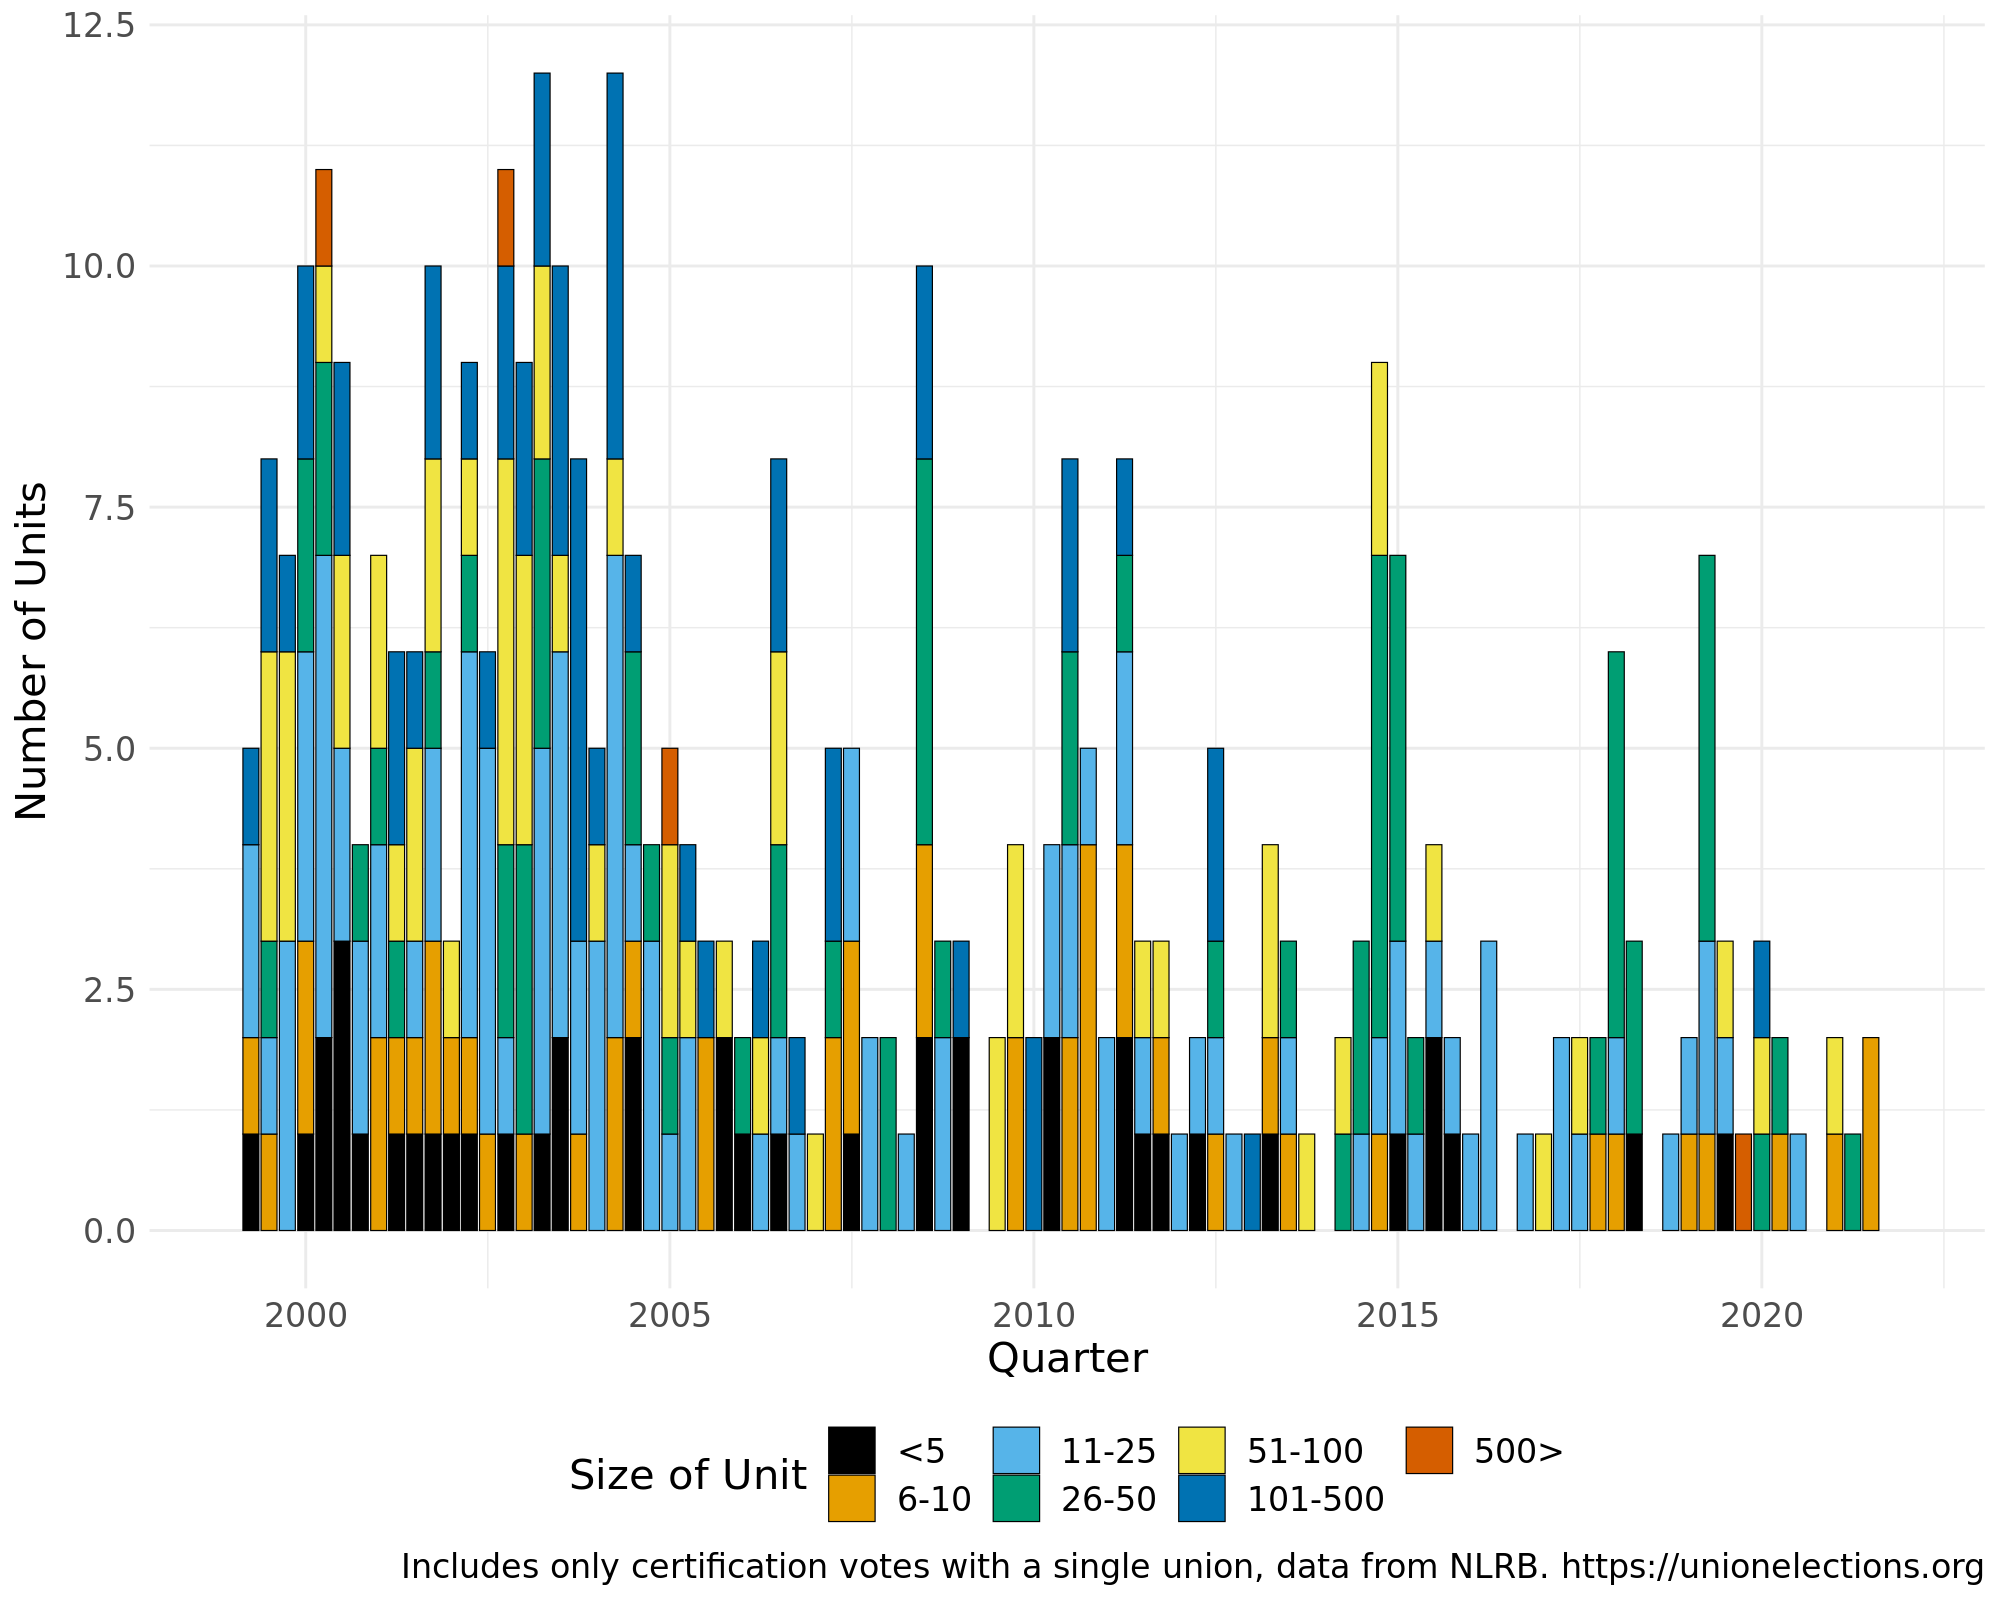 12.5
10.0
7.5
5.0
2.5
0.0
Number of Units
2000 2005 2010 2015 2020
Quarter
Size of Unit
<5 11-25 51-100 500>
6-10 26-50 101-500
Includes only certification votes with a single union, data from NLRB. https://unionelections.org